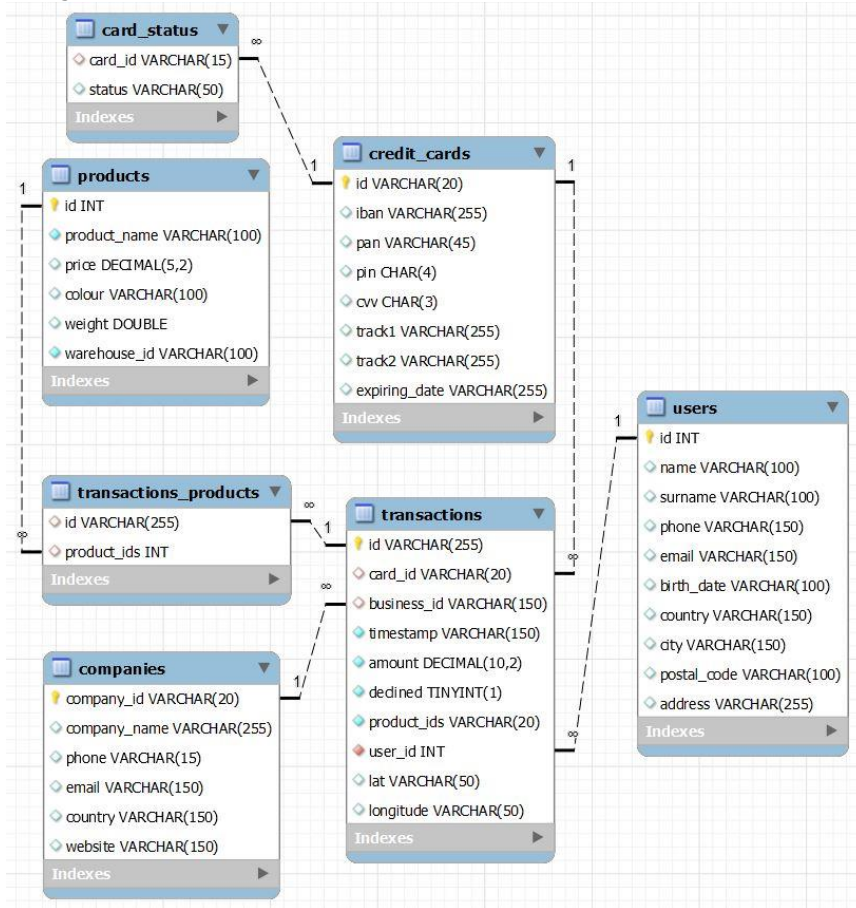 card_status
card_id VARCHAR(15)
status VARCHAR(50)
Indexes
∞
1
credit_cards
id VARCHAR(20)
iban VARCHAR(255)
pan VARCHAR(45)
pin CHAR(4)
cvv CHAR(3)
track1 VARCHAR(255)
track2 VARCHAR(255)
expiring_date VARCHAR(255)
Indexes
1
products
id INT
product_name VARCHAR(100)
price DECIMAL(5,2)
colour VARCHAR(100)
weight DOUBLE
warehouse_id VARCHAR(100)
Indexes
1
∞
transactions_products
id VARCHAR(255)
product_ids INT
Indexes
∞
1
transactions
id VARCHAR(255)
card_id VARCHAR(20)
business_id VARCHAR(150)
timestamp VARCHAR(150)
amount DECIMAL(10,2)
declined TINYINT(1)
product_ids VARCHAR(20)
user_id INT
lat VARCHAR(50)
longitude VARCHAR(50)
Indexes
∞
∞
1
∞
companies
company_id VARCHAR(20)
company_name VARCHAR(255)
phone VARCHAR(15)
email VARCHAR(150)
country VARCHAR(150)
website VARCHAR(150)
Indexes
1
users
id INT
name VARCHAR(100)
surname VARCHAR(100)
phone VARCHAR(150)
email VARCHAR(150)
birth_date VARCHAR(100)
country VARCHAR(150)
city VARCHAR(150)
postal_code VARCHAR(100)
address VARCHAR(255)
Indexes